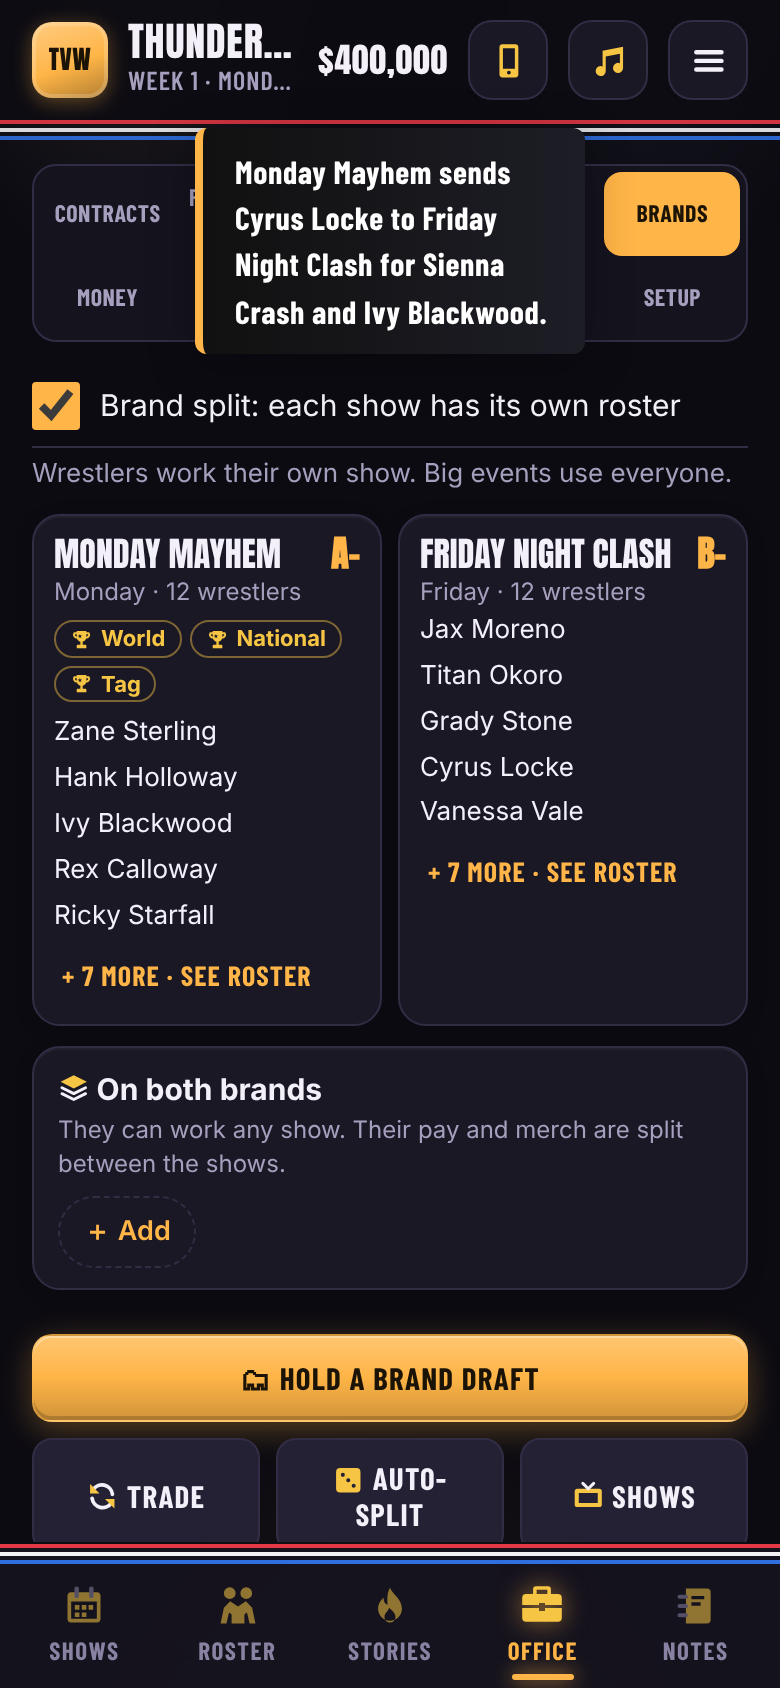 TVW
THUNDER...
WEEK 1 · MOND...
$400,000
CONTRACTS
BRANDS
MONEY
SETUP
Monday Mayhem sends
Cyrus Locke to Friday
Night Clash for Sienna
Crash and Ivy Blackwood.
Brand split: each show has its own roster
Wrestlers work their own show. Big events use everyone.
MONDAY MAYHEM A-
Monday · 12 wrestlers
World
National
Tag
Zane Sterling
Hank Holloway
Ivy Blackwood
Rex Calloway
Ricky Starfall
+ 7 MORE · SEE ROSTER
FRIDAY NIGHT CLASH B-
Friday · 12 wrestlers
Jax Moreno
Titan Okoro
Grady Stone
Cyrus Locke
Vanessa Vale
+ 7 MORE · SEE ROSTER
On both brands
They can work any show. Their pay and merch are split
between the shows.
+ Add
HOLD A BRAND DRAFT
TRADE
AUTO-
SPLIT
SHOWS
SHOWS
ROSTER
STORIES
OFFICE
NOTES